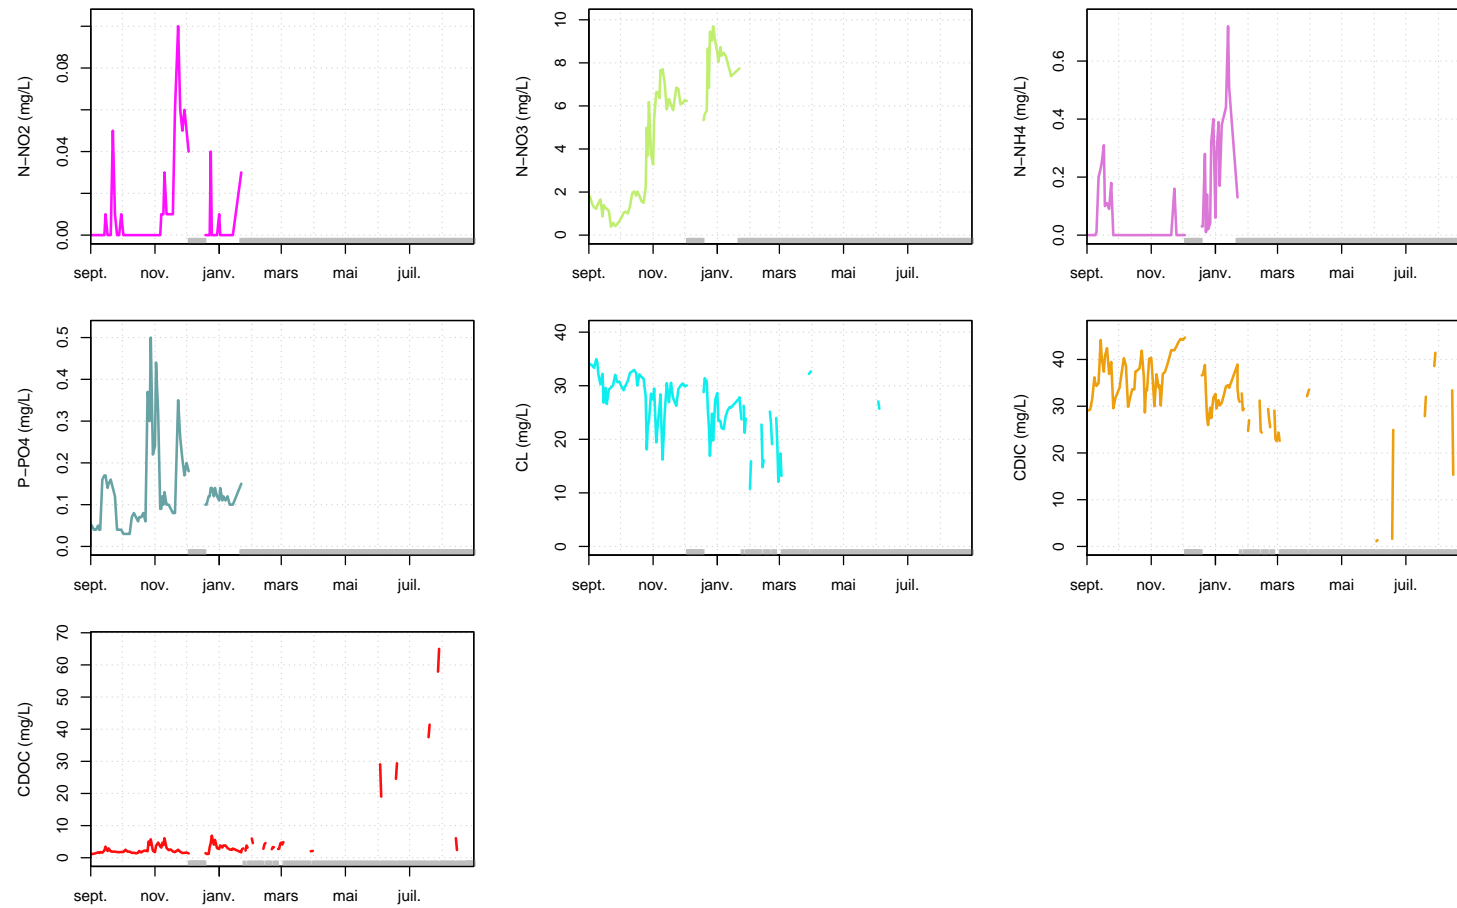 N−NO2 (mg/L)
0.00 0.04 0.08
sept. nov. janv. mars mai juil.
N−NO3 (mg/L)
0 2 4 6 8 10
sept. nov. janv. mars mai juil.
N−NH4 (mg/L)
0.0 0.2 0.4 0.6
sept. nov. janv. mars mai juil.
P−PO4 (mg/L)
0.0 0.1 0.2 0.3 0.4 0.5
sept. nov. janv. mars mai juil.
CL (mg/L)
0 10 20 30 40
sept. nov. janv. mars mai juil.
CDIC (mg/L)
0 10 20 30 40
sept. nov. janv. mars mai juil.
CDOC (mg/L)
0 10 20 30 40 50 60 70
sept. nov. janv. mars mai juil.